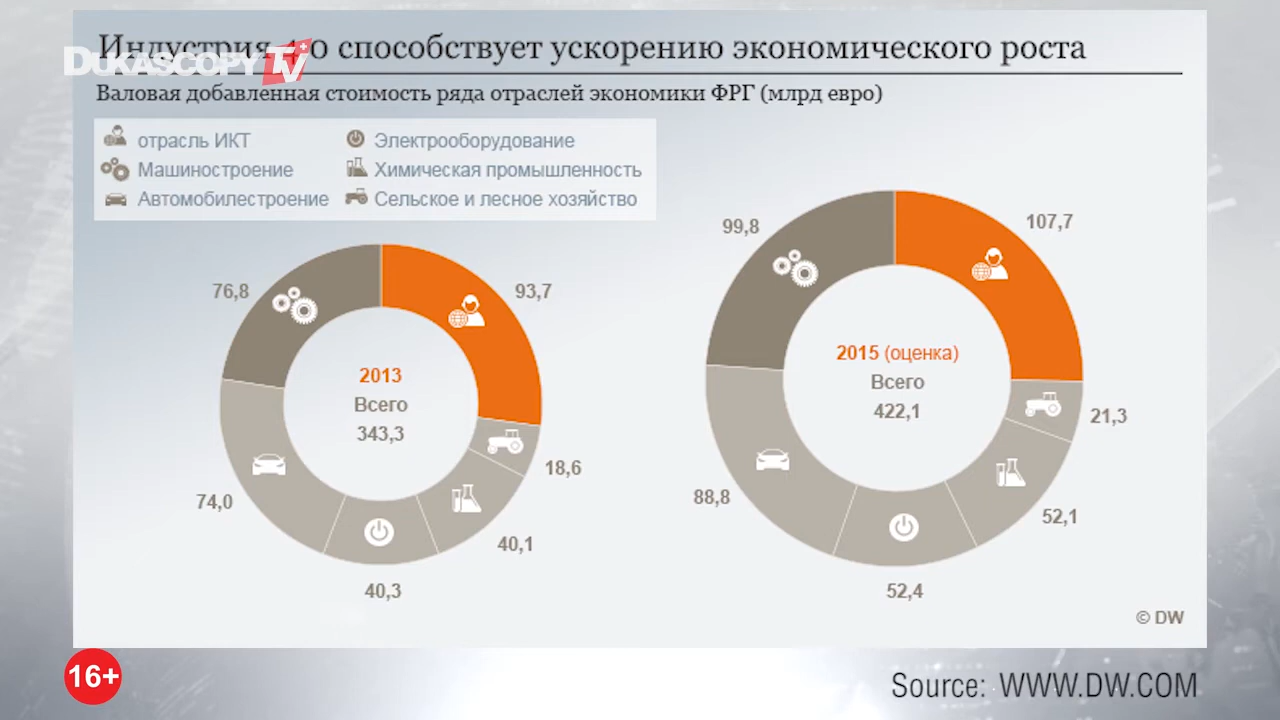 Индустрия 4.0 способствует ускорению экономического роста
DUKASCOPY TV
Валовая добавленная стоимость ряда отраслей экономики ФРГ (млрд евро)
отрасль ИКТ
Электрооборудование
Машиностроение
Химическая промышленность
Автомобилестроение
Сельское и лесное хозяйство
76,8
93,7
2013
Всего
343,3
18,6
74,0
40,1
40,3
99,8
107,7
2015 (оценка)
Всего
422,1
21,3
88,8
52,1
52,4
© DW
16+
Source: WWW.DW.COM